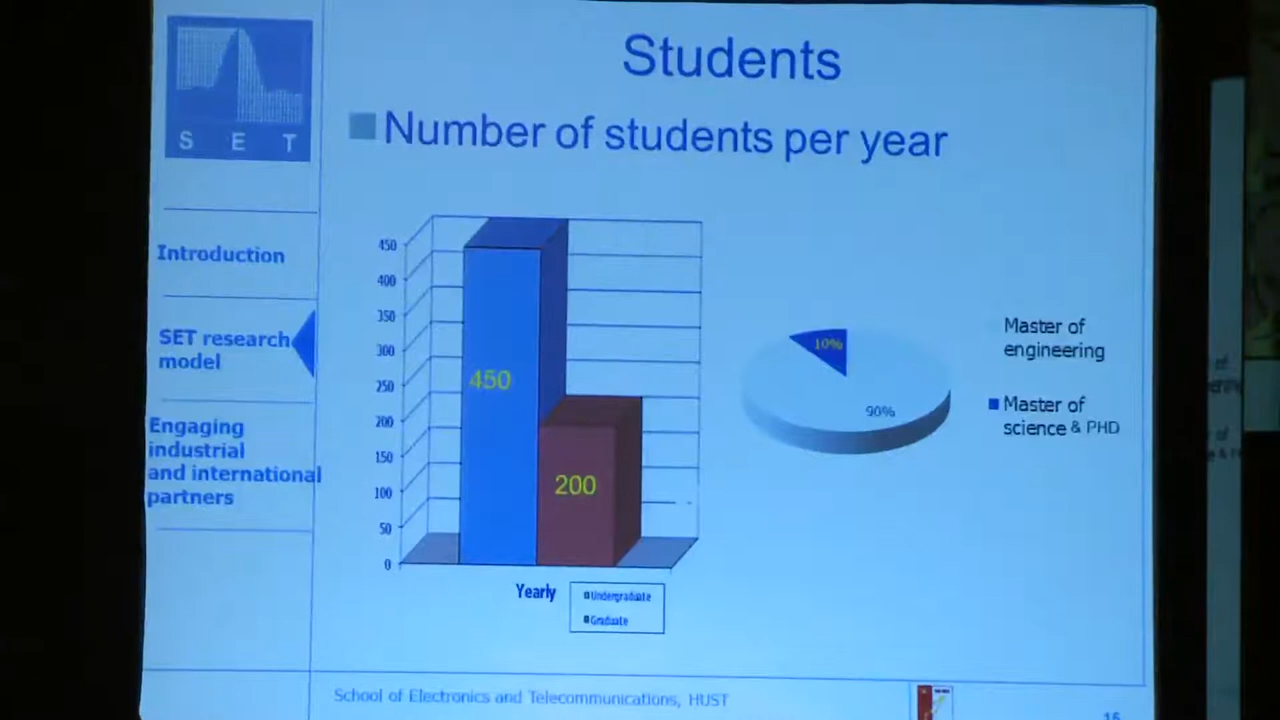 Students
Number of students per year
S E T
Introduction
SET research
model
Engaging
industrial
and international
partners
450
400
350
300
250
200
150
100
50
0
450
200
Yearly
Undergraduate
Graduate
10%
90%
Master of
engineering
Master of
science & PHD
School of Electronics and Telecommunications, HUST